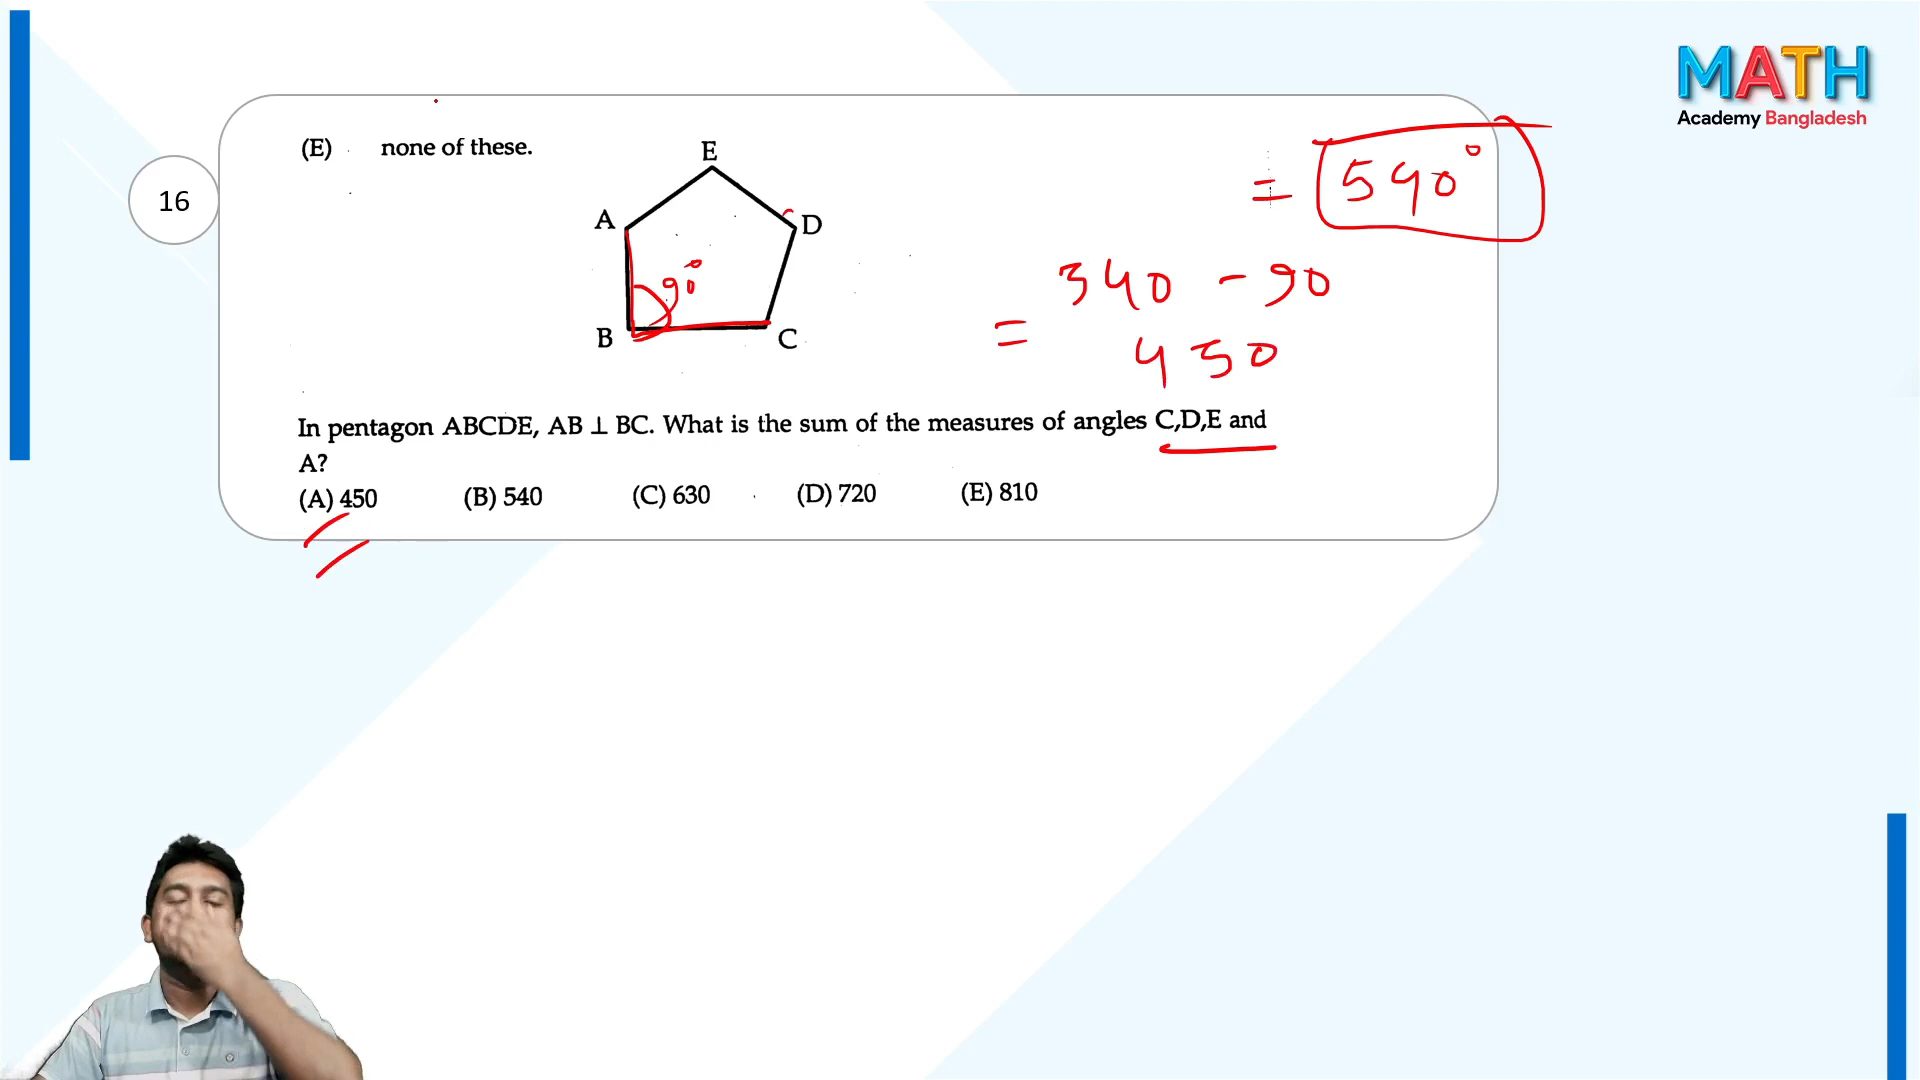 MATH
Academy Bangladesh
16
(E) none of these.
E
A
D
B
C
90°
= 540°
540 - 90
= 450
In pentagon ABCDE, AB ⊥ BC. What is the sum of the measures of angles C,D,E and
A?
(A) 450 (B) 540 (C) 630 (D) 720 (E) 810